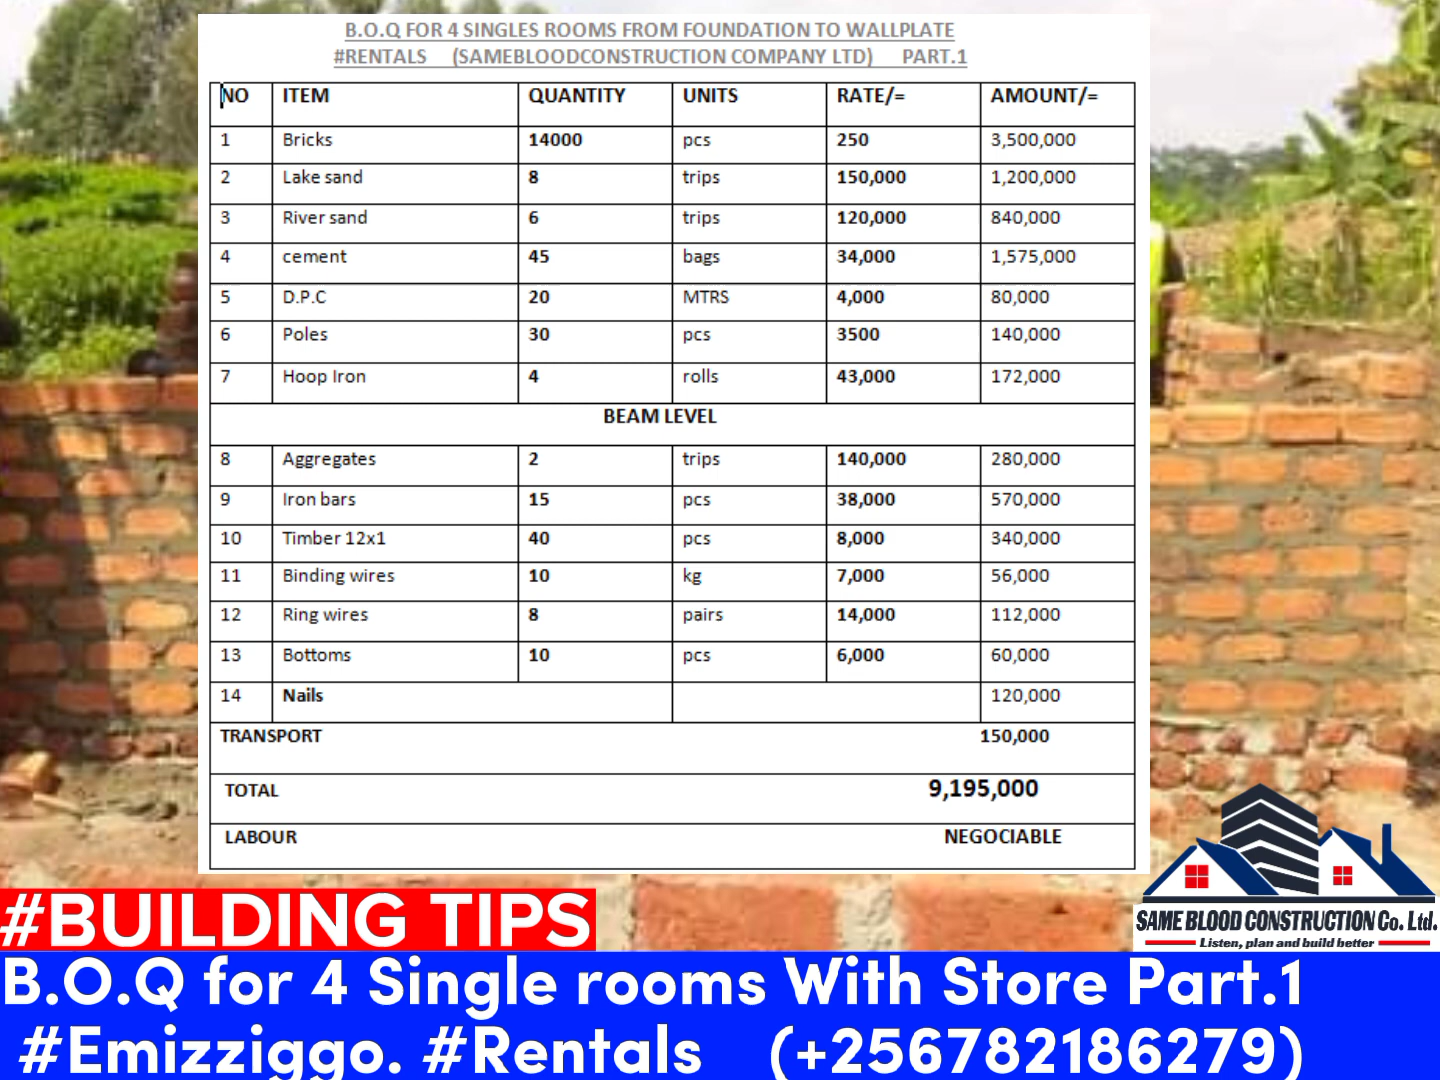 B.O.Q FOR 4 SINGLES ROOMS FROM FOUNDATION TO WALLPLATE
#RENTALS (SAMEBLOODCONSTRUCTION COMPANY LTD) PART.1
NO ITEM QUANTITY UNITS RATE/= AMOUNT/=
1 Bricks 14000 pcs 250 3,500,000
2 Lake sand 8 trips 150,000 1,200,000
3 River sand 6 trips 120,000 840,000
4 cement 45 bags 34,000 1,575,000
5 D.P.C 20 MTRS 4,000 80,000
6 Poles 30 pcs 3500 140,000
7 Hoop Iron 4 rolls 43,000 172,000
BEAM LEVEL
8 Aggregates 2 trips 140,000 280,000
9 Iron bars 15 pcs 38,000 570,000
10 Timber 12x1 40 pcs 8,000 340,000
11 Binding wires 10 kg 7,000 56,000
12 Ring wires 8 pairs 14,000 112,000
13 Bottoms 10 pcs 6,000 60,000
14 Nails 120,000
TRANSPORT 150,000
TOTAL 9,195,000
LABOUR NEGOCIABLE
SAME BLOOD CONSTRUCTION Co. Ltd.
Listen, plan and build better
#BUILDING TIPS
B.O.Q for 4 Single rooms With Store Part.1
#Emizziggo. #Rentals (+256782186279)